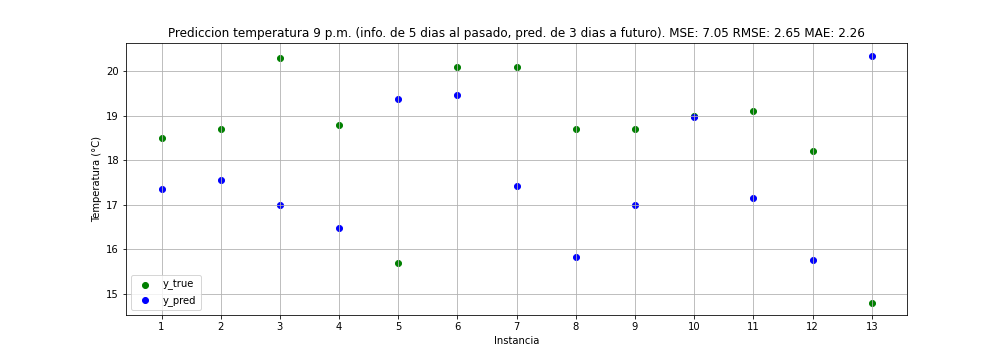 Prediccion temperatura 9 p.m. (info. de 5 dias al pasado, pred. de 3 dias a futuro). MSE: 7.05 RMSE: 2.65 MAE: 2.26
Temperatura (°C)
20
19
18
17
16
15
y_true
y_pred
1 2 3 4 5 6 7 8 9 10 11 12 13
Instancia